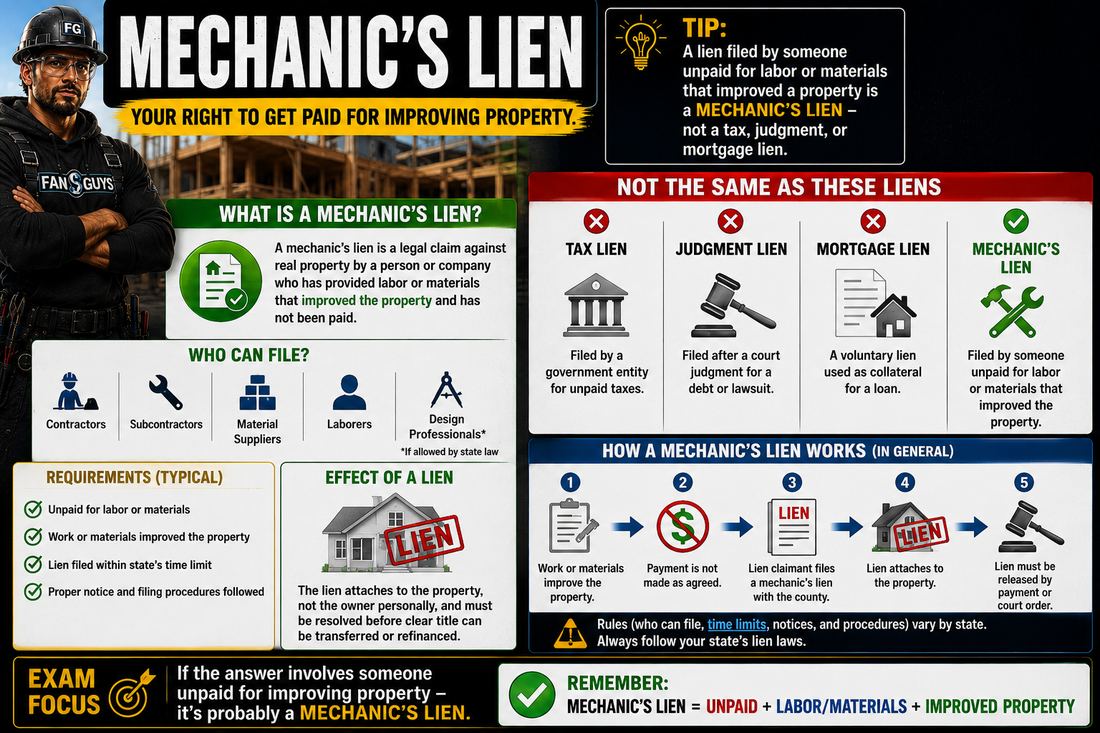 FG
FAN$GUYS
MECHANIC'S LIEN
YOUR RIGHT TO GET PAID FOR IMPROVING PROPERTY.
TIP:
A lien filed by someone
unpaid for labor or materials
that improved a property is
a MECHANIC'S LIEN –
not a tax, judgment, or
mortgage lien.
WHAT IS A MECHANIC'S LIEN?
A mechanic's lien is a legal claim against
real property by a person or company
who has provided labor or materials
that improved the property and has
not been paid.
WHO CAN FILE?
Contractors
Subcontractors
Material
Suppliers
Laborers
Design
Professionals*
*If allowed by state law
REQUIREMENTS (TYPICAL)
Unpaid for labor or materials
Work or materials improved the property
Lien filed within state's time limit
Proper notice and filing procedures followed
EFFECT OF A LIEN
LIEN
The lien attaches to the property,
not the owner personally, and must
be resolved before clear title can
be transferred or refinanced.
NOT THE SAME AS THESE LIENS
TAX LIEN
Filed by a
government entity
for unpaid taxes.
JUDGMENT LIEN
Filed after a court
judgment for a
debt or lawsuit.
MORTGAGE LIEN
A voluntary lien
used as collateral
for a loan.
MECHANIC'S
LIEN
Filed by someone
unpaid for labor
or materials that
improved the
property.
HOW A MECHANIC'S LIEN WORKS (IN GENERAL)
1
Work or materials
improve the
property.
2
$
Payment is not
made as agreed.
3
LIEN
Lien claimant files
a mechanic's lien
with the county.
4
LIEN
Lien attaches to
the property.
5
Lien must be
released by
payment or
court order.
Rules (who can file, time limits, notices, and procedures) vary by state.
Always follow your state's lien laws.
EXAM
FOCUS
If the answer involves someone
unpaid for improving property –
it's probably a MECHANIC'S LIEN.
REMEMBER:
MECHANIC'S LIEN = UNPAID + LABOR/MATERIALS + IMPROVED PROPERTY